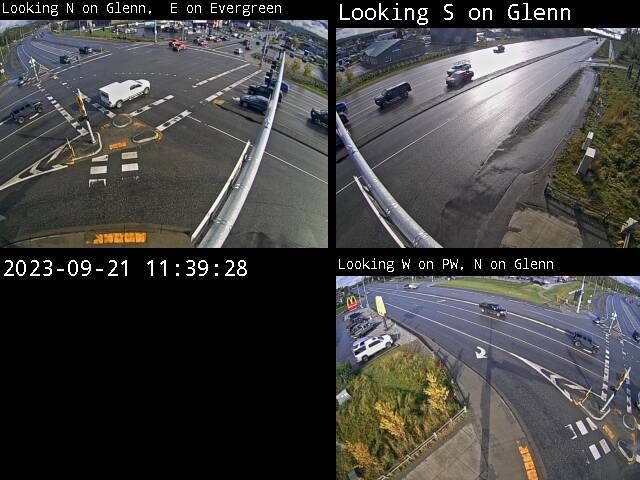 Looking N on Glenn,  E on Evergreen
Looking S on Glenn
2023-09-21 11:39:28
Looking W on PW, N on Glenn